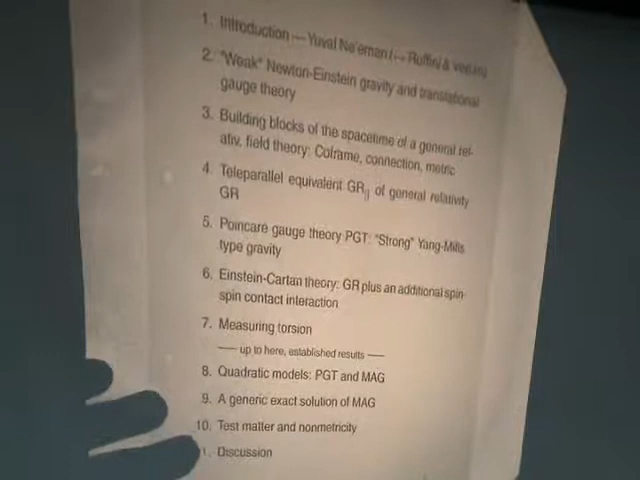 1. Introduction — Yuval Ne'eman Ruffini &
2. "Weak" Newton-Einstein gravity and translational
gauge theory
3. Building blocks of the spacetime of a general rel-
ativ. field theory: Coframe, connection, metric
4. Teleparallel equivalent GR|| of general relativity
GR
5. Poincare gauge theory PGT: "Strong" Yang-Mills
type gravity
6. Einstein-Cartan theory: GR plus an additional spin-
spin contact interaction
7. Measuring torsion
— up to here, established results —
8. Quadratic models: PGT and MAG
9. A generic exact solution of MAG
10. Test matter and nonmetricity
1. Discussion